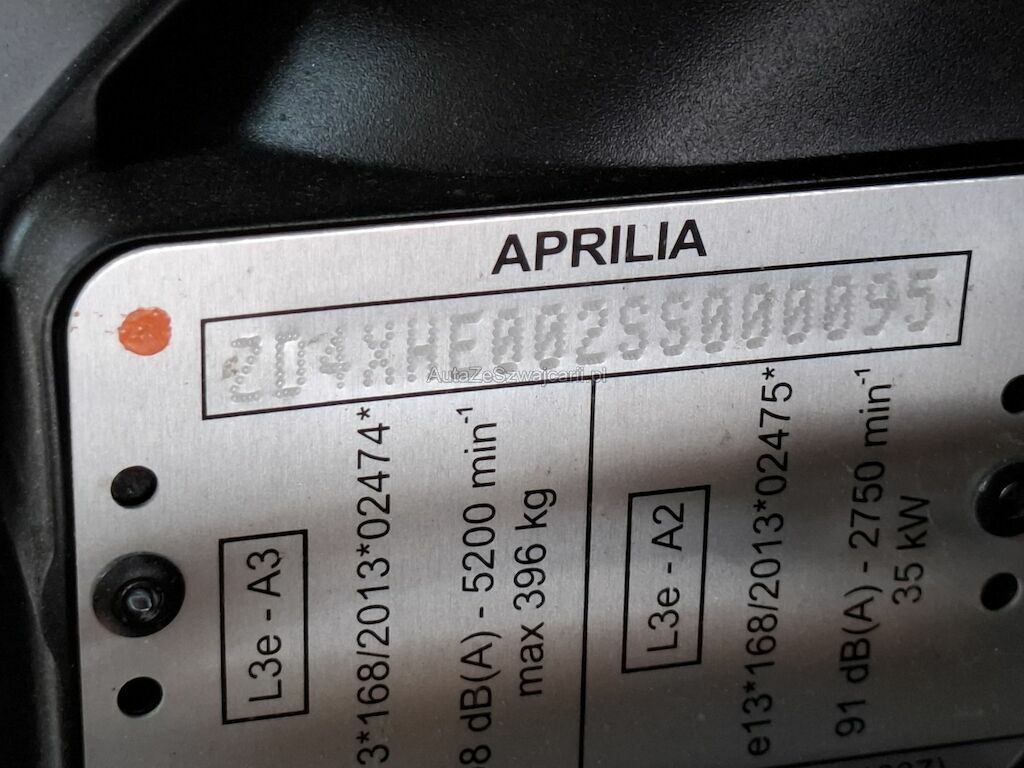 APRILIA
ZD4XHE002SS000095
AutaZeSzwajcarii.pl
L3e - A3
3*168/2013*02474*
8 dB(A) - 5200 min-1
max 396 kg
L3e - A2
e13*168/2013*02475*
91 dB(A) - 2750 min-1
35 kW